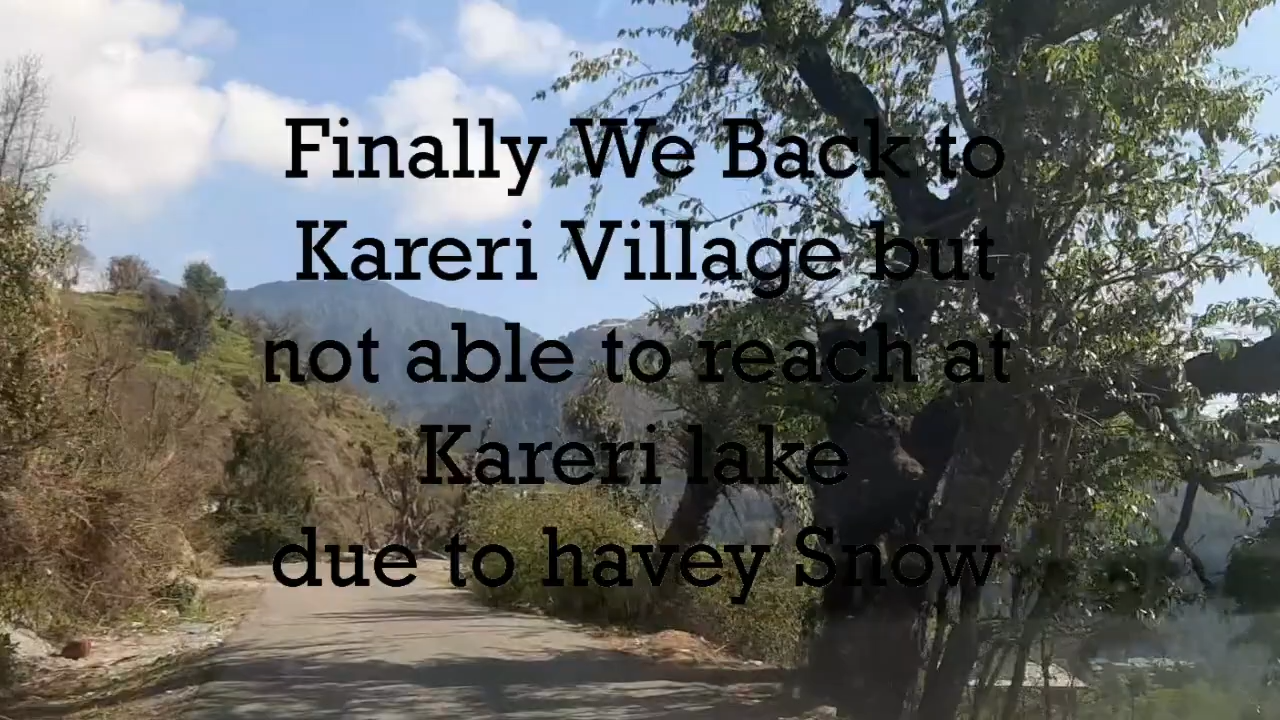 Finally We Back to
Kareri Village but
not able to reach at
Kareri lake
due to havey Snow